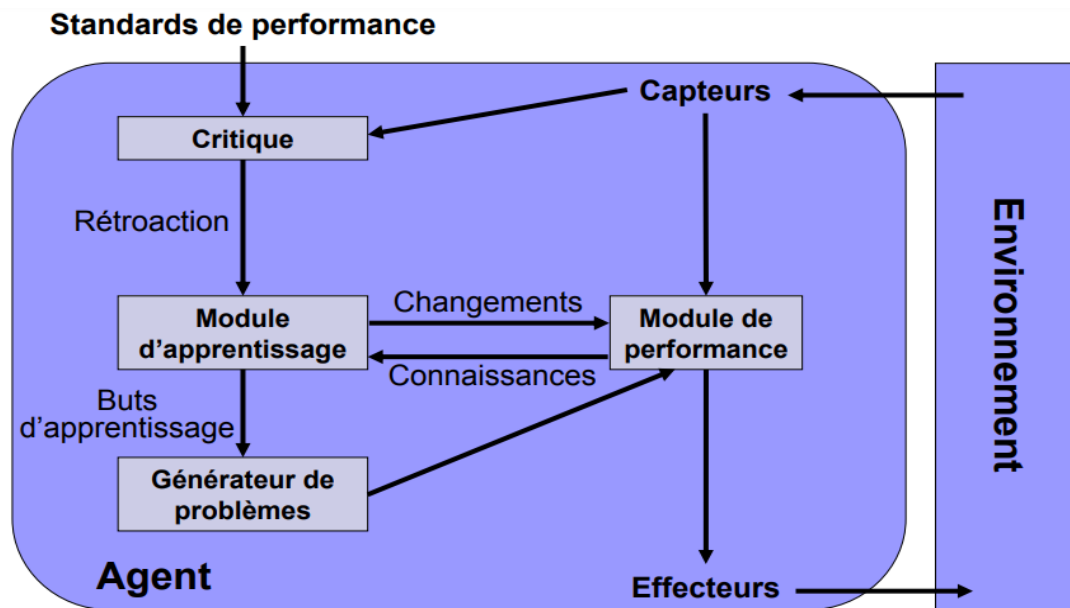 Standards de performance
Capteurs
Critique
Rétroaction
Changements
Module
d'apprentissage
Module de
performance
Connaissances
Buts
d'apprentissage
Générateur de
problèmes
Agent
Effecteurs
Environnement